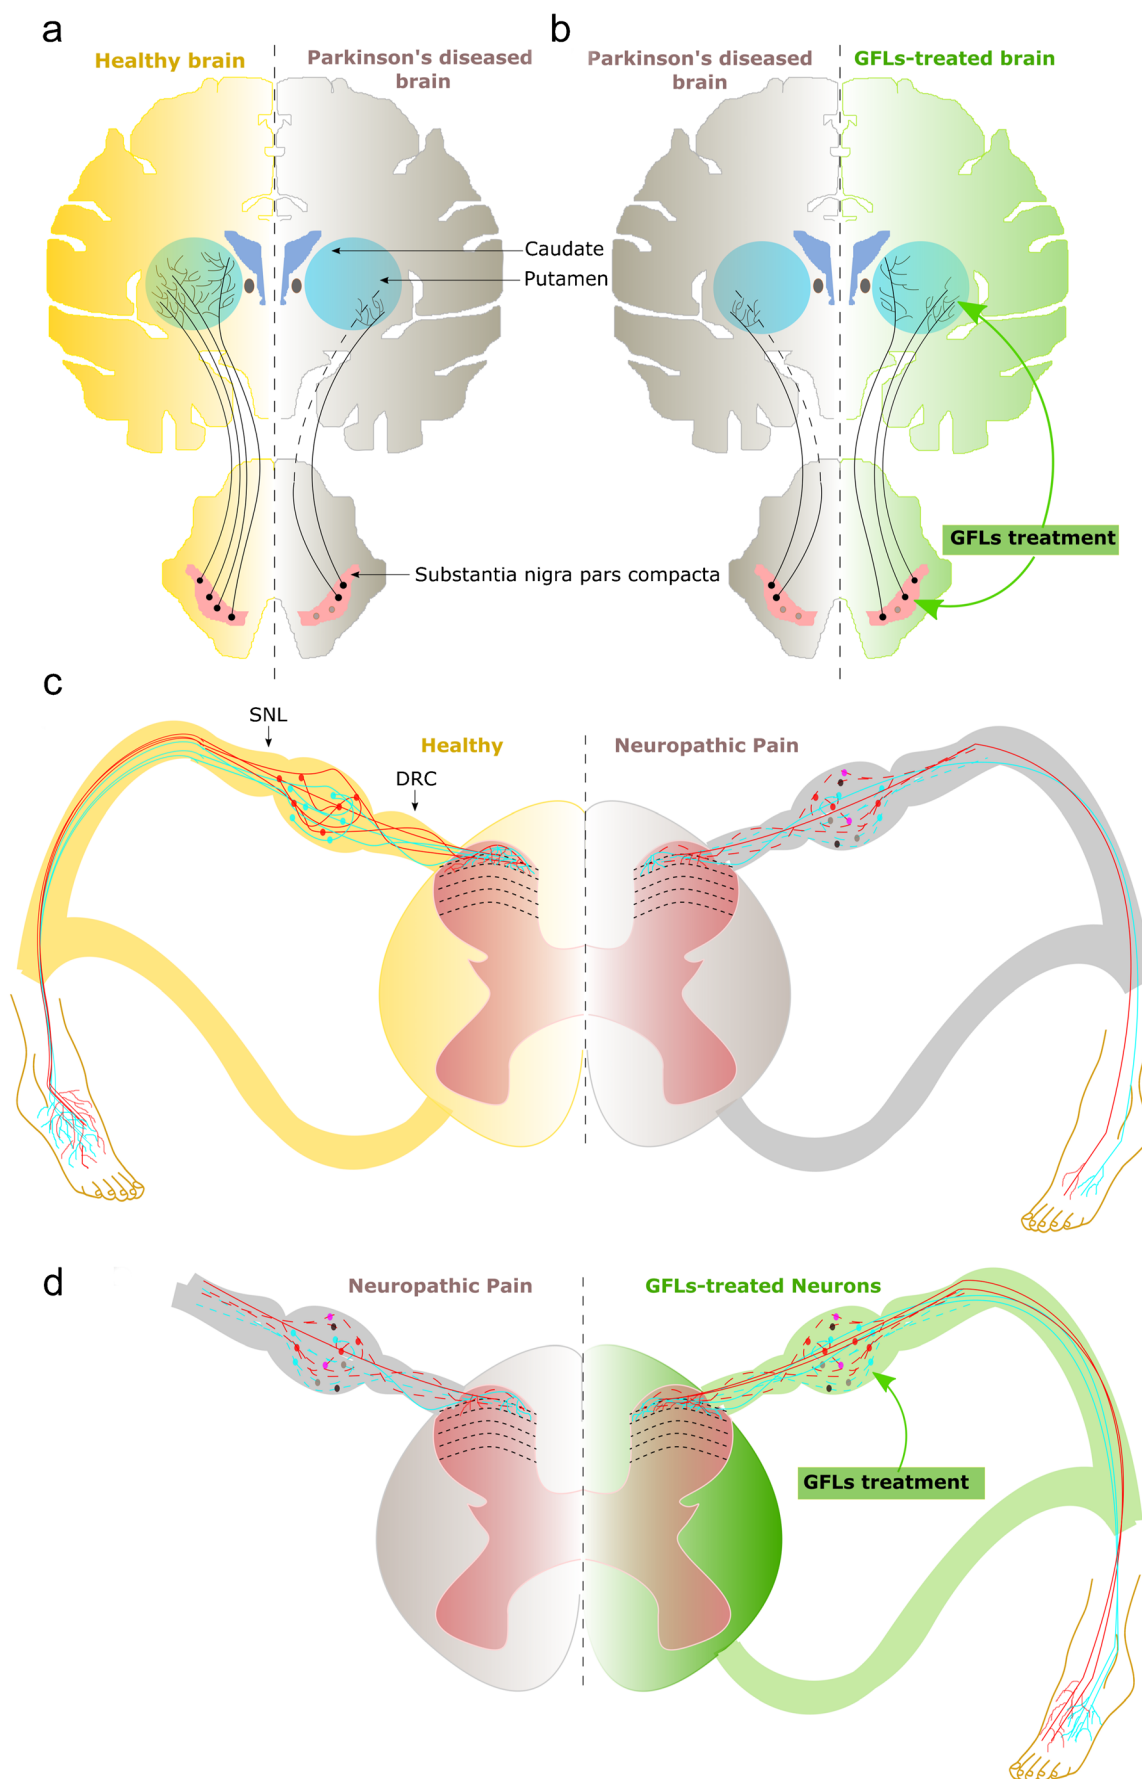 a
Healthy brain
Parkinson's diseased
brain
b
Parkinson's diseased
brain
GFLs-treated brain
Caudate
Putamen
GFLs treatment
Substantia nigra pars compacta
c
SNL
DRC
Healthy
Neuropathic Pain
d
Neuropathic Pain
GFLs-treated Neurons
GFLs treatment